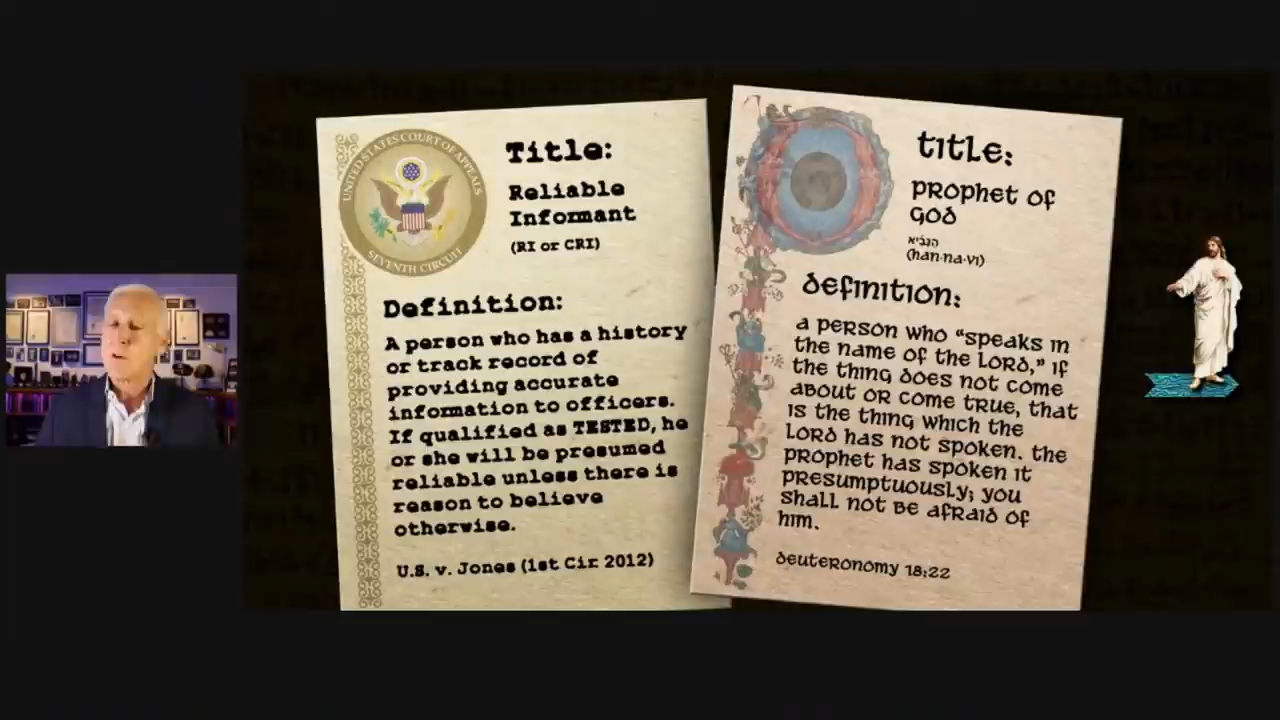 UNITED STATES COURT OF APPEALS
SEVENTH CIRCUIT
Title:
Reliable
Informant
(RI or CRI)
Definition:
A person who has a history
or track record of
providing accurate
information to officers.
If qualified as TESTED, he
or she will be presumed
reliable unless there is
reason to believe
otherwise.
U.S. v. Jones (1st Cir. 2012)
title:
prophet of
God
הנביא
(han·na·vi)
definition:
a person who “speaks in
the name of the LORD,” if
the thing does not come
about or come true, that
is the thing which the
LORD has not spoken. the
prophet has spoken it
presumptuously; you
shall not be afraid of
him.
deuteronomy 18:22